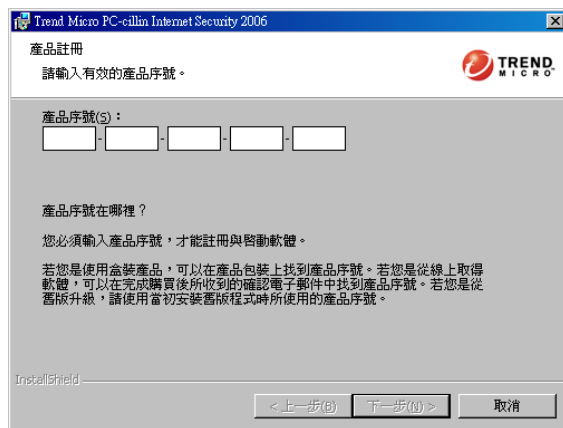 Trend Micro PC-cillin Internet Security 2006
產品註冊
請輸入有效的產品序號。
TREND
MICRO
產品序號(S)：
- - - -
產品序號在哪裡？
您必須輸入產品序號，才能註冊與啓動軟體。
若您是使用盒裝產品，可以在產品包裝上找到產品序號。若您是從線上取得
軟體，可以在完成購買後所收到的確認電子郵件中找到產品序號。若您是從
舊版升級，請使用當初安裝舊版程式時所使用的產品序號。
InstallShield
< 上一步(B) 下一步(N) > 取消